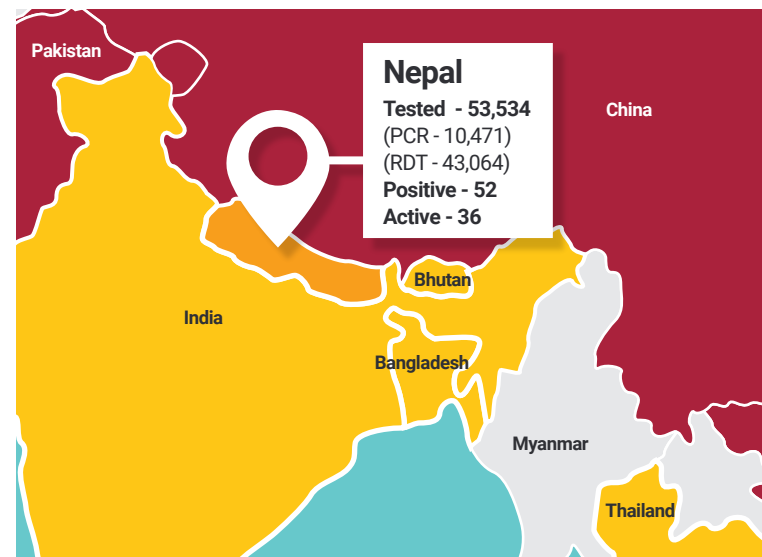 Pakistan
Nepal
Tested - 53,534
(PCR - 10,471)
(RDT - 43,064)
Positive - 52
Active - 36
China
Bhutan
India
Bangladesh
Myanmar
Thailand